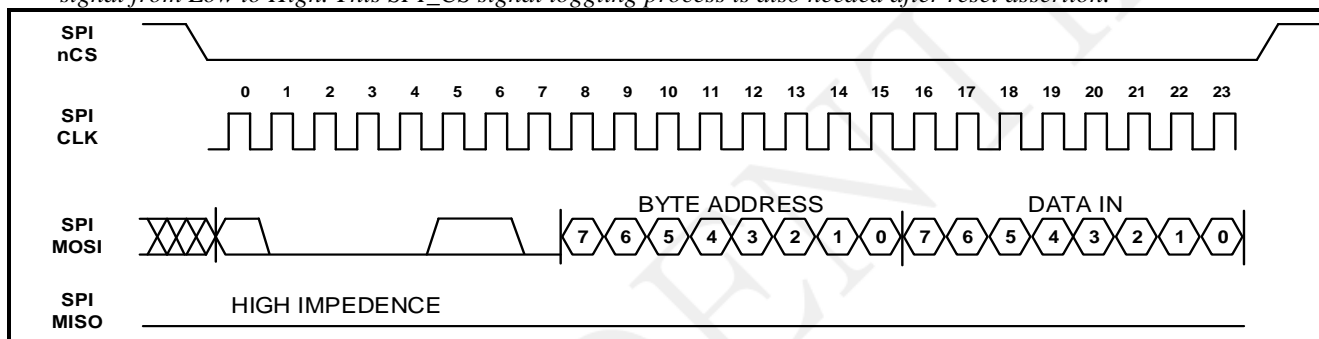 signal from Low to High. This SPI_CS signal toggling process is also needed after reset assertion.
SPI
nCS
0 1 2 3 4 5 6 7 8 9 10 11 12 13 14 15 16 17 18 19 20 21 22 23
SPI
CLK
BYTE ADDRESS DATA IN
SPI
MOSI
7 6 5 4 3 2 1 0 7 6 5 4 3 2 1 0
SPI
MISO
HIGH IMPEDENCE